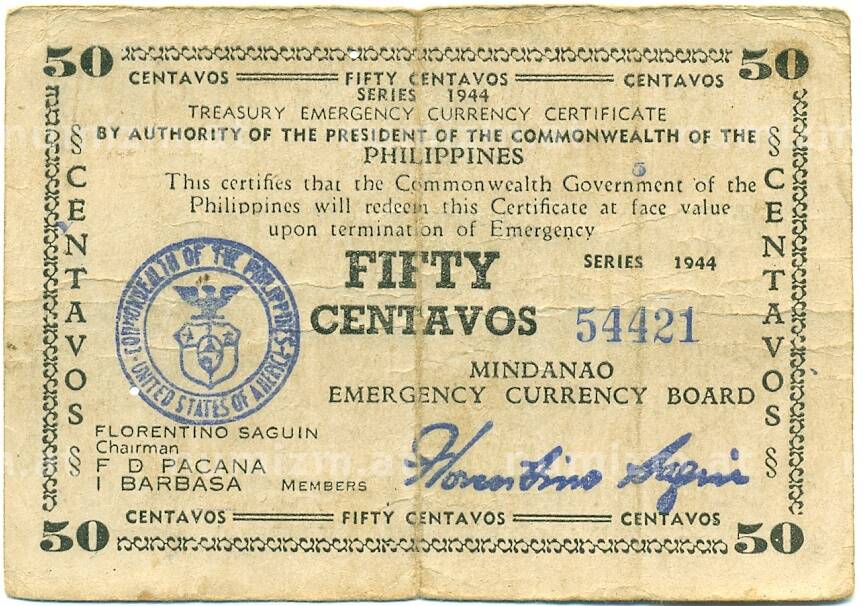 50 50
CENTAVOS FIFTY CENTAVOS CENTAVOS
SERIES 1944
TREASURY EMERGENCY CURRENCY CERTIFICATE
§ BY AUTHORITY OF THE PRESIDENT OF THE COMMONWEALTH OF THE §
PHILIPPINES
This certifies that the Commonwealth Government of the
Philippines will redeem this Certificate at face value
upon termination of Emergency
CENTAVOS §
CENTAVOS §
COMMONWEALTH OF THE PHILIPPINES
UNITED STATES OF AMERICA
FIFTY SERIES 1944
CENTAVOS 54421
MINDANAO
EMERGENCY CURRENCY BOARD
FLORENTINO SAGUIN
Chairman
F D PACANA
I BARBASA MEMBERS
Florentino Saguin
CENTAVOS FIFTY CENTAVOS CENTAVOS
50 50